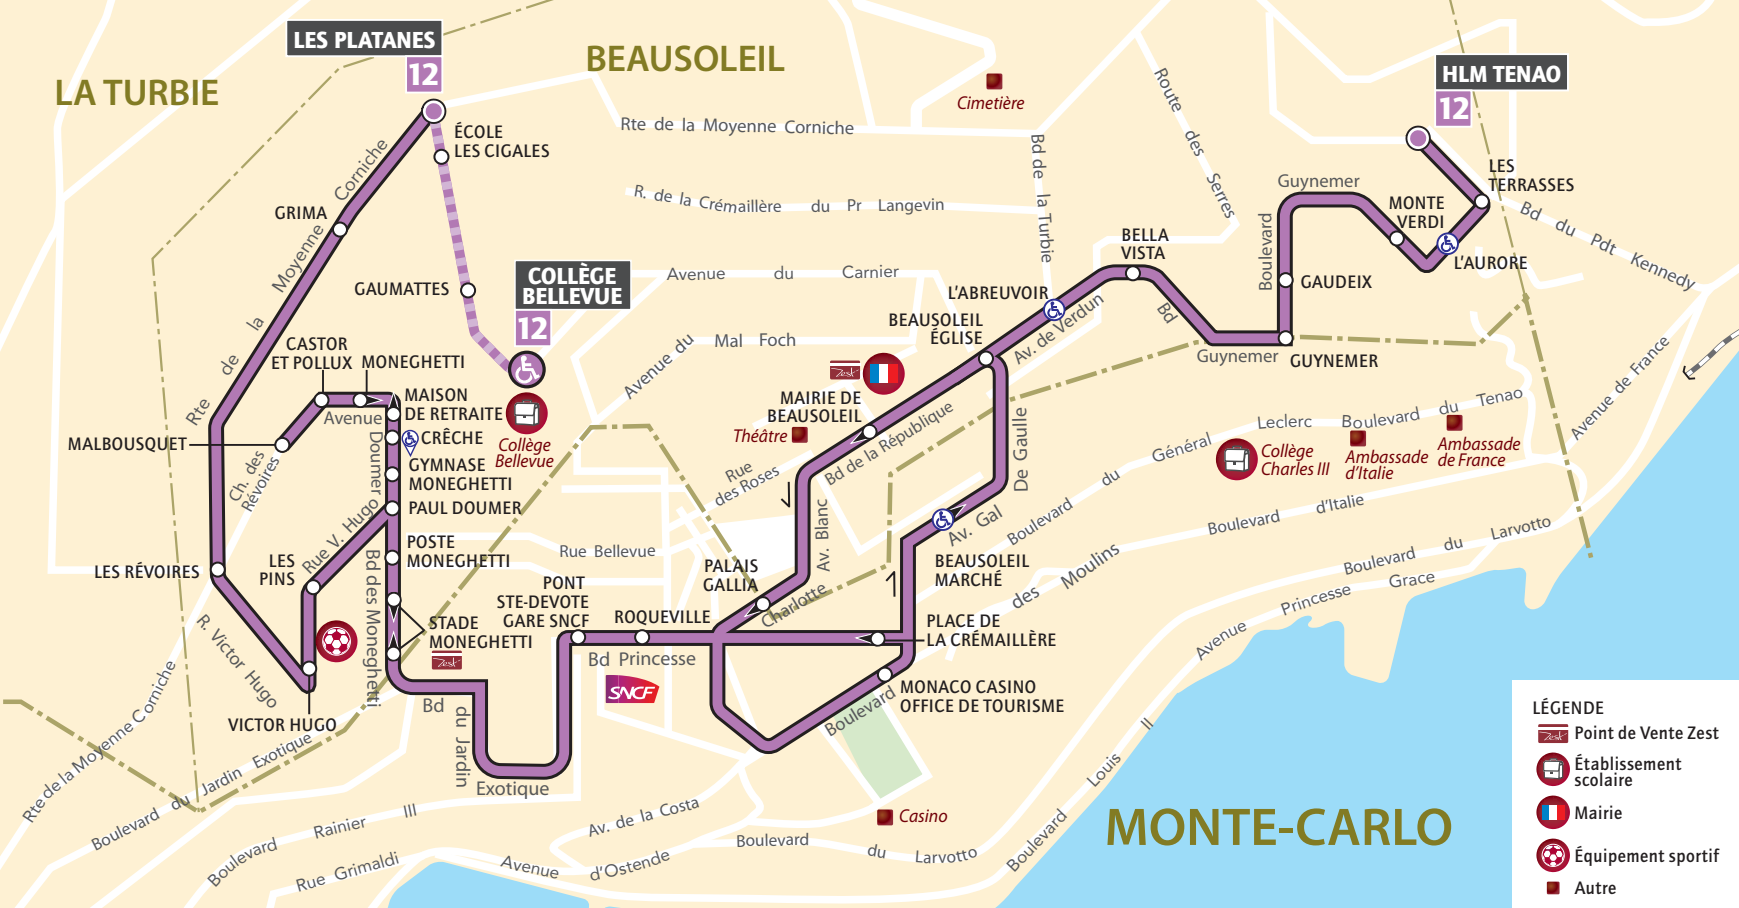 LES PLATANES
12
LA TURBIE
BEAUSOLEIL
HLM TENAO
12
Cimetière
ÉCOLE
LES CIGALES
Rte de la Moyenne Corniche
Rte de la Moyenne Corniche
R. de la Crémaillère du Pr Langevin
Bd de la Turbie
Route des Serres
LES
TERRASSES
Guynemer
MONTE
VERDI
Bd du Pdt Kennedy
GRIMA
BELLA
VISTA
Boulevard
L'AURORE
GAUDEIX
GAUMATTES
COLLÈGE
BELLEVUE
12
Avenue du Carnier
L'ABREUVOIR
BEAUSOLEIL
ÉGLISE
Av. de Verdun
Bd
Guynemer
GUYNEMER
Avenue du Mal Foch
Avenue de France
CASTOR
ET POLLUX
MONEGHETTI
Zest
MAIRIE DE
BEAUSOLEIL
Théâtre
Bd de la République
MAISON
DE RETRAITE
Avenue
Doumer
CRÊCHE
MALBOUSQUET
Collège
Bellevue
GYMNASE
MONEGHETTI
Ch. des
Révoires
PAUL DOUMER
Rue
des Roses
De Gaulle
Av. Gal
Boulevard du Général Leclerc
Boulevard du Tenao
Collège
Charles III
Ambassade
d'Italie
Ambassade
de France
Boulevard d'Italie
Boulevard du Larvotto
Rue V. Hugo
LES
PINS
LES RÉVOIRES
POSTE
MONEGHETTI
Rue Bellevue
Av. Blanc
PALAIS
GALLIA
Charlotte
BEAUSOLEIL
MARCHÉ
des Moulins
Avenue Princesse Grace
PONT
STE-DEVOTE
GARE SNCF
ROQUEVILLE
PLACE DE
LA CRÉMAILLÈRE
Bd des Moneghetti
STADE
MONEGHETTI
Zest
Bd Princesse
SNCF
MONACO CASINO
OFFICE DE TOURISME
Boulevard
R. Victor Hugo
VICTOR HUGO
Rte de la Moyenne Corniche
Bd
du Jardin
Exotique
Boulevard du Jardin Exotique
Boulevard Rainier III
Rue Grimaldi
Av. de la Costa
Avenue d'Ostende
Boulevard du Larvotto
Casino
Boulevard Louis II
MONTE-CARLO
LÉGENDE
Zest
Point de Vente Zest
Établissement
scolaire
Mairie
Équipement sportif
Autre